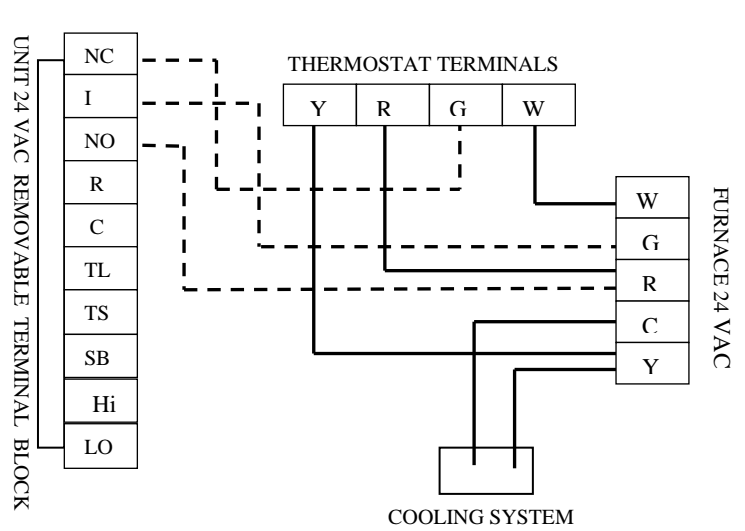 UNIT 24 VAC REMOVABLE TERMINAL BLOCK
NC
I
NO
R
C
TL
TS
SB
Hi
LO
THERMOSTAT TERMINALS
Y R G W
W
G
R
C
Y
FURNACE 24 VAC
COOLING SYSTEM